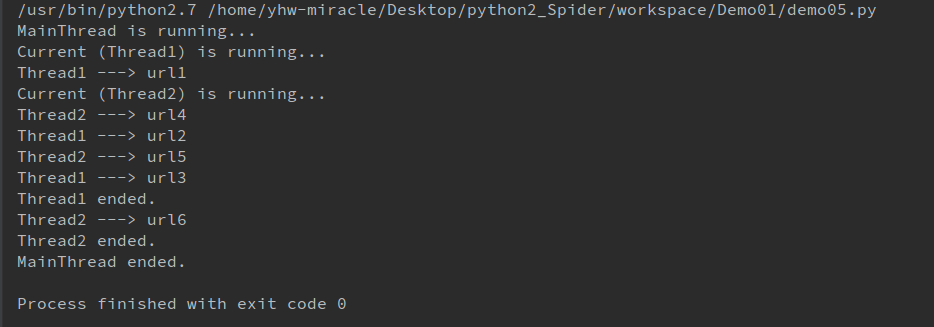 /usr/bin/python2.7 /home/yhw-miracle/Desktop/python2_Spider/workspace/Demo01/demo05.py
MainThread is running...
Current (Thread1) is running...
Thread1 ---> url1
Current (Thread2) is running...
Thread2 ---> url4
Thread1 ---> url2
Thread2 ---> url5
Thread1 ---> url3
Thread1 ended.
Thread2 ---> url6
Thread2 ended.
MainThread ended.
Process finished with exit code 0